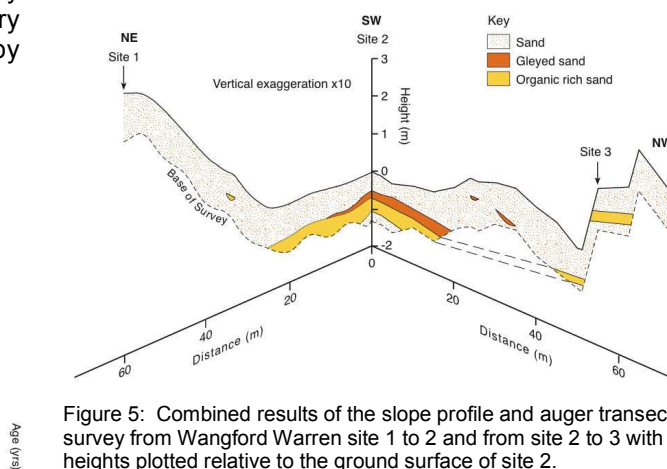 ry
by
NE
Site 1
SW
Site 2
Vertical exaggeration x10
3
2
1
0
-2
Height (m)
Key
Sand
Gleyed sand
Organic rich sand
Site 3
NW
Base of Survey
0
20
40
60
Distance (m)
20
40
60
Distance (m)
Age (yrs)
Figure 5: Combined results of the slope profile and auger transec
survey from Wangford Warren site 1 to 2 and from site 2 to 3 with
heights plotted relative to the ground surface of site 2.